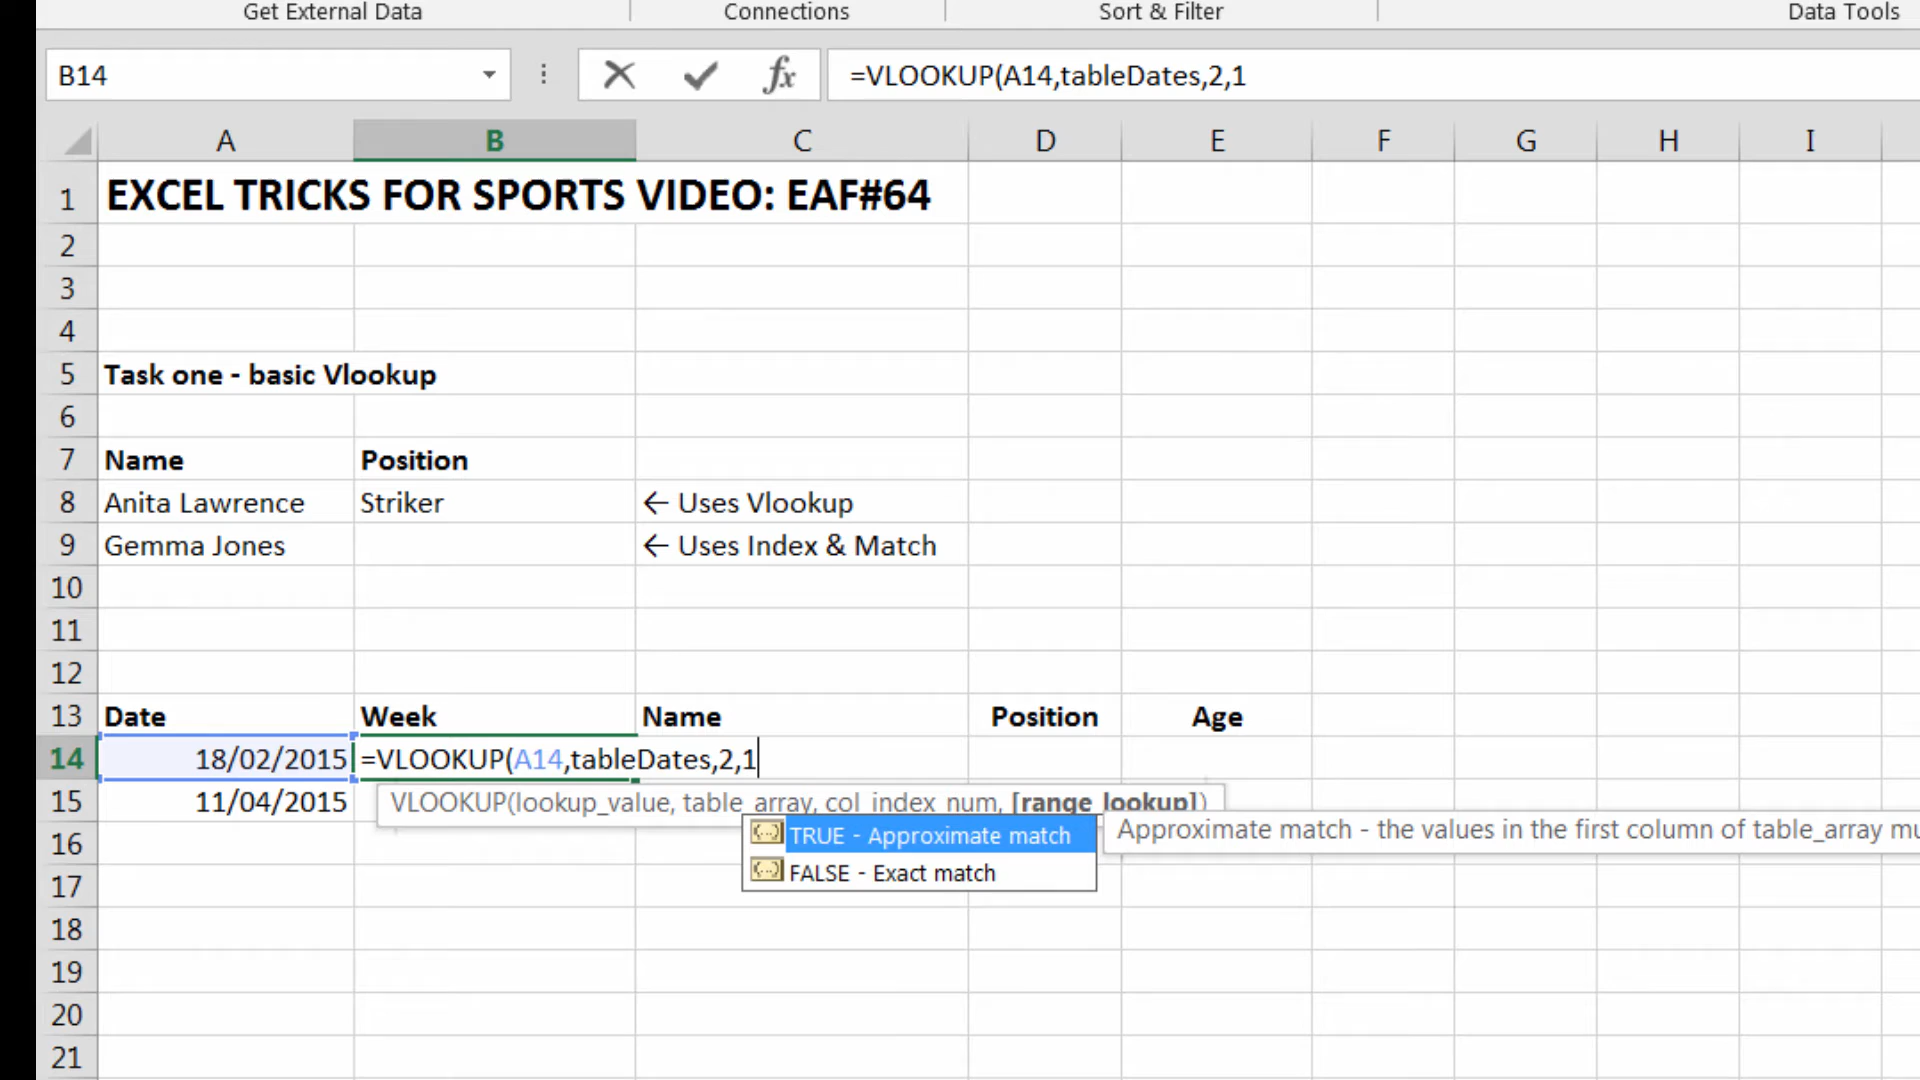 Get External Data Connections Sort & Filter Data Tools
B14 fx =VLOOKUP(A14,tableDates,2,1
A B C D E F G H I
1 EXCEL TRICKS FOR SPORTS VIDEO: EAF#64
2
3
4
5 Task one - basic Vlookup
6
7 Name Position
8 Anita Lawrence Striker ← Uses Vlookup
9 Gemma Jones ← Uses Index & Match
10
11
12
13 Date Week Name Position Age
14 18/02/2015 =VLOOKUP(A14,tableDates,2,1
15 11/04/2015 VLOOKUP(lookup_value, table_array, col_index_num, [range_lookup])
TRUE - Approximate match Approximate match - the values in the first column of table_array mu
16
FALSE - Exact match
17
18
19
20
21